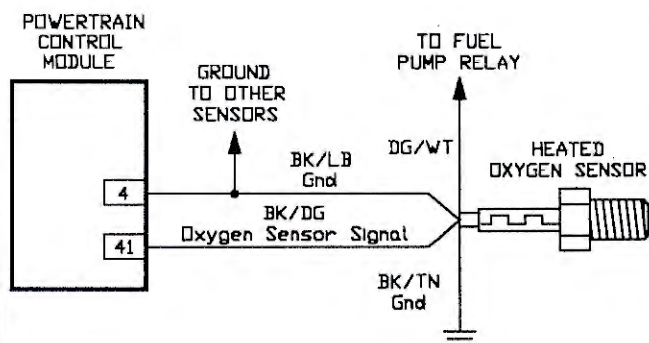 POWERTRAIN
CONTROL
MODULE
GROUND
TO OTHER
SENSORS
TO FUEL
PUMP RELAY
DG/WT
HEATED
OXYGEN SENSOR
4
BK/LB
Gnd
41
BK/DG
Oxygen Sensor Signal
BK/TN
Gnd